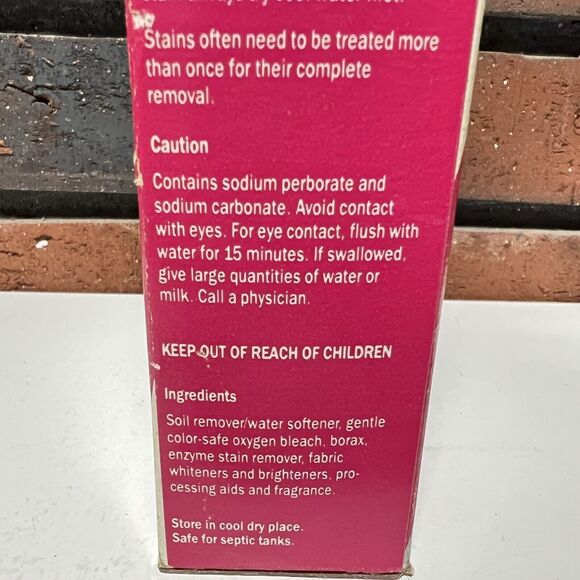 Stains often need to be treated more
than once for their complete
removal.
Caution
Contains sodium perborate and
sodium carbonate. Avoid contact
with eyes. For eye contact, flush with
water for 15 minutes. If swallowed,
give large quantities of water or
milk. Call a physician.
KEEP OUT OF REACH OF CHILDREN
Ingredients
Soil remover/water softener, gentle
color-safe oxygen bleach, borax,
enzyme stain remover, fabric
whiteners and brighteners, pro-
cessing aids and fragrance.
Store in cool dry place.
Safe for septic tanks.